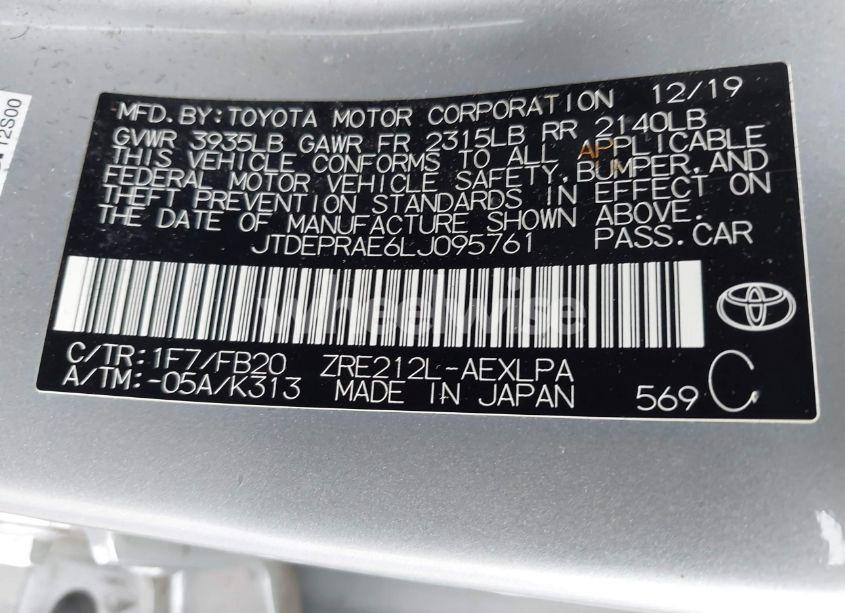 12S00
MFD. BY: TOYOTA MOTOR CORPORATION 12/19
GVWR 3935LB GAWR FR 2315LB RR 2140LB
THIS VEHICLE CONFORMS TO ALL APPLICABLE
FEDERAL MOTOR VEHICLE SAFETY, BUMPER, AND
THEFT PREVENTION STANDARDS IN EFFECT ON
THE DATE OF MANUFACTURE SHOWN ABOVE.
JTDEPRAE6LJ095761 PASS.CAR
wheelwise
C/TR: 1F7/FB20 ZRE212L-AEXLPA
A/TM: -05A/K313 MADE IN JAPAN 569 C